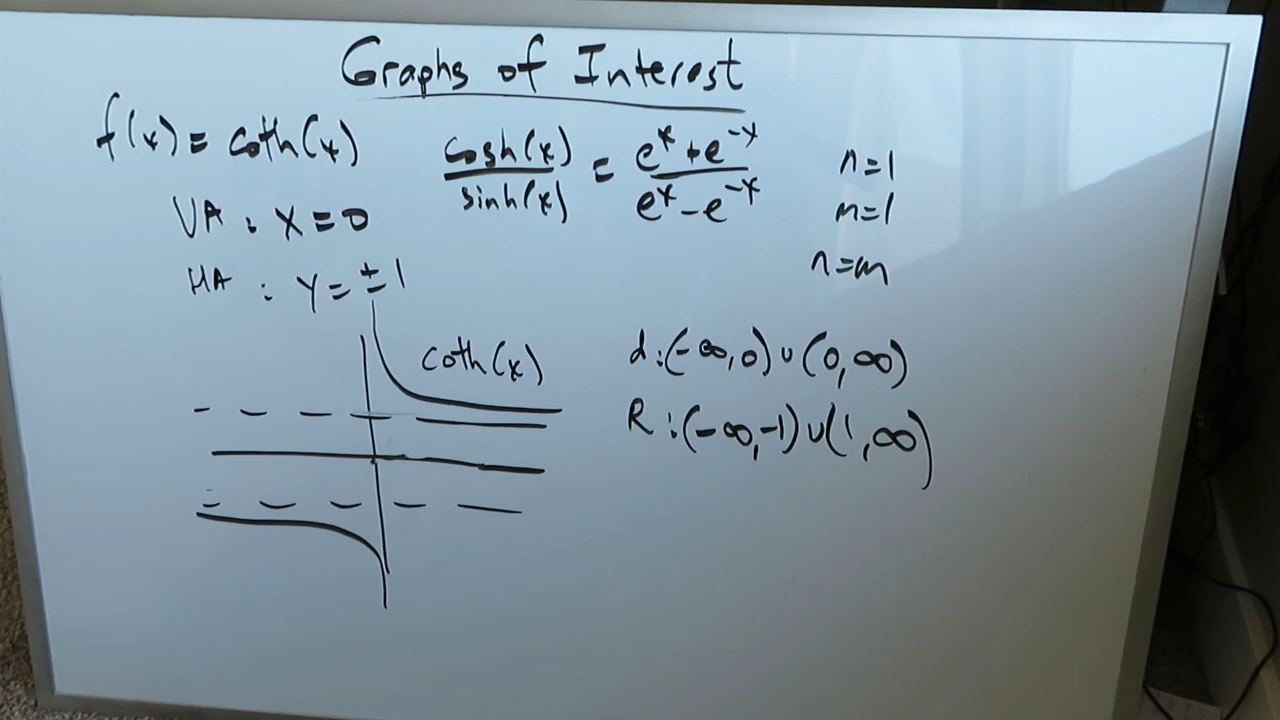 Graphs of Interest
f(x) = coth(x) cosh(x)/sinh(x) = e^x + e^-x / e^x - e^-x n=1
VA : x=0 m=1
HA : y=±1 n=m
coth(x) d:(-∞,0)∪(0,∞)
R:(-∞,-1)∪(1,∞)